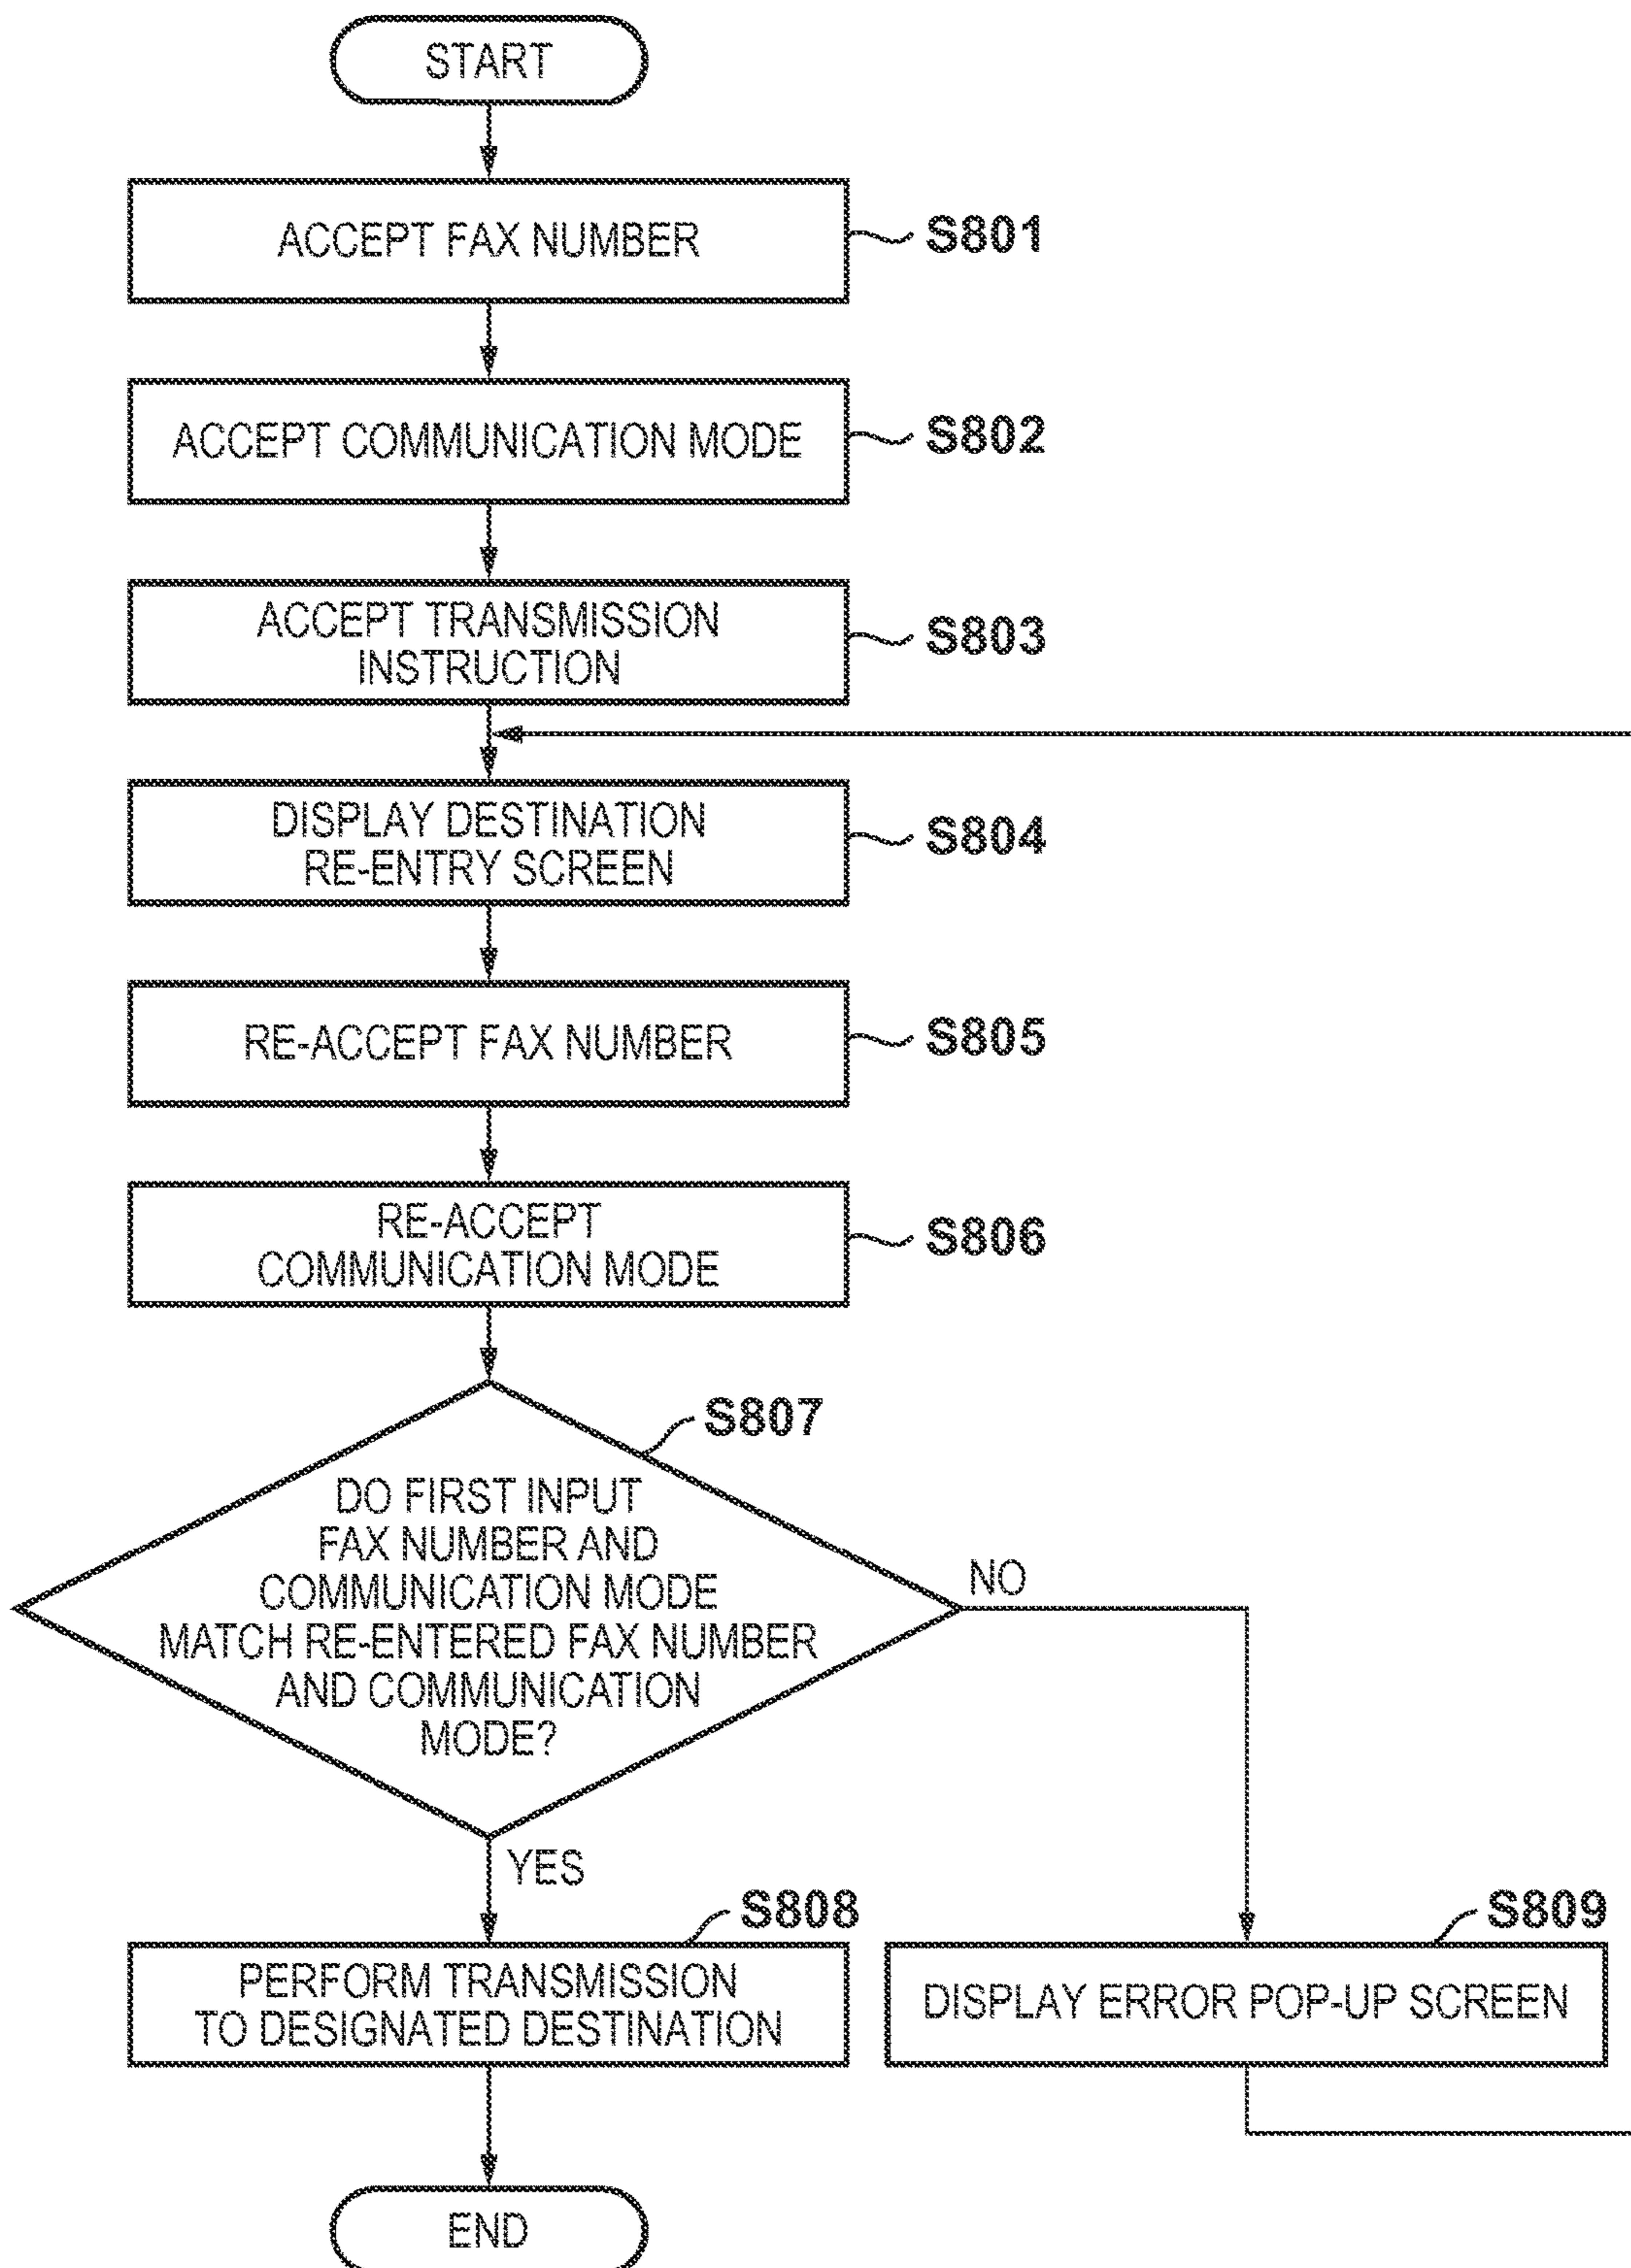 START
ACCEPT FAX NUMBER
S801
ACCEPT COMMUNICATION MODE
S802
ACCEPT TRANSMISSION
INSTRUCTION
S803
DISPLAY DESTINATION
RE-ENTRY SCREEN
S804
RE-ACCEPT FAX NUMBER
S805
RE-ACCEPT
COMMUNICATION MODE
S806
S807
DO FIRST INPUT
FAX NUMBER AND
COMMUNICATION MODE
MATCH RE-ENTERED FAX NUMBER
AND COMMUNICATION
MODE?
NO
YES
S808
PERFORM TRANSMISSION
TO DESIGNATED DESTINATION
S809
DISPLAY ERROR POP-UP SCREEN
END